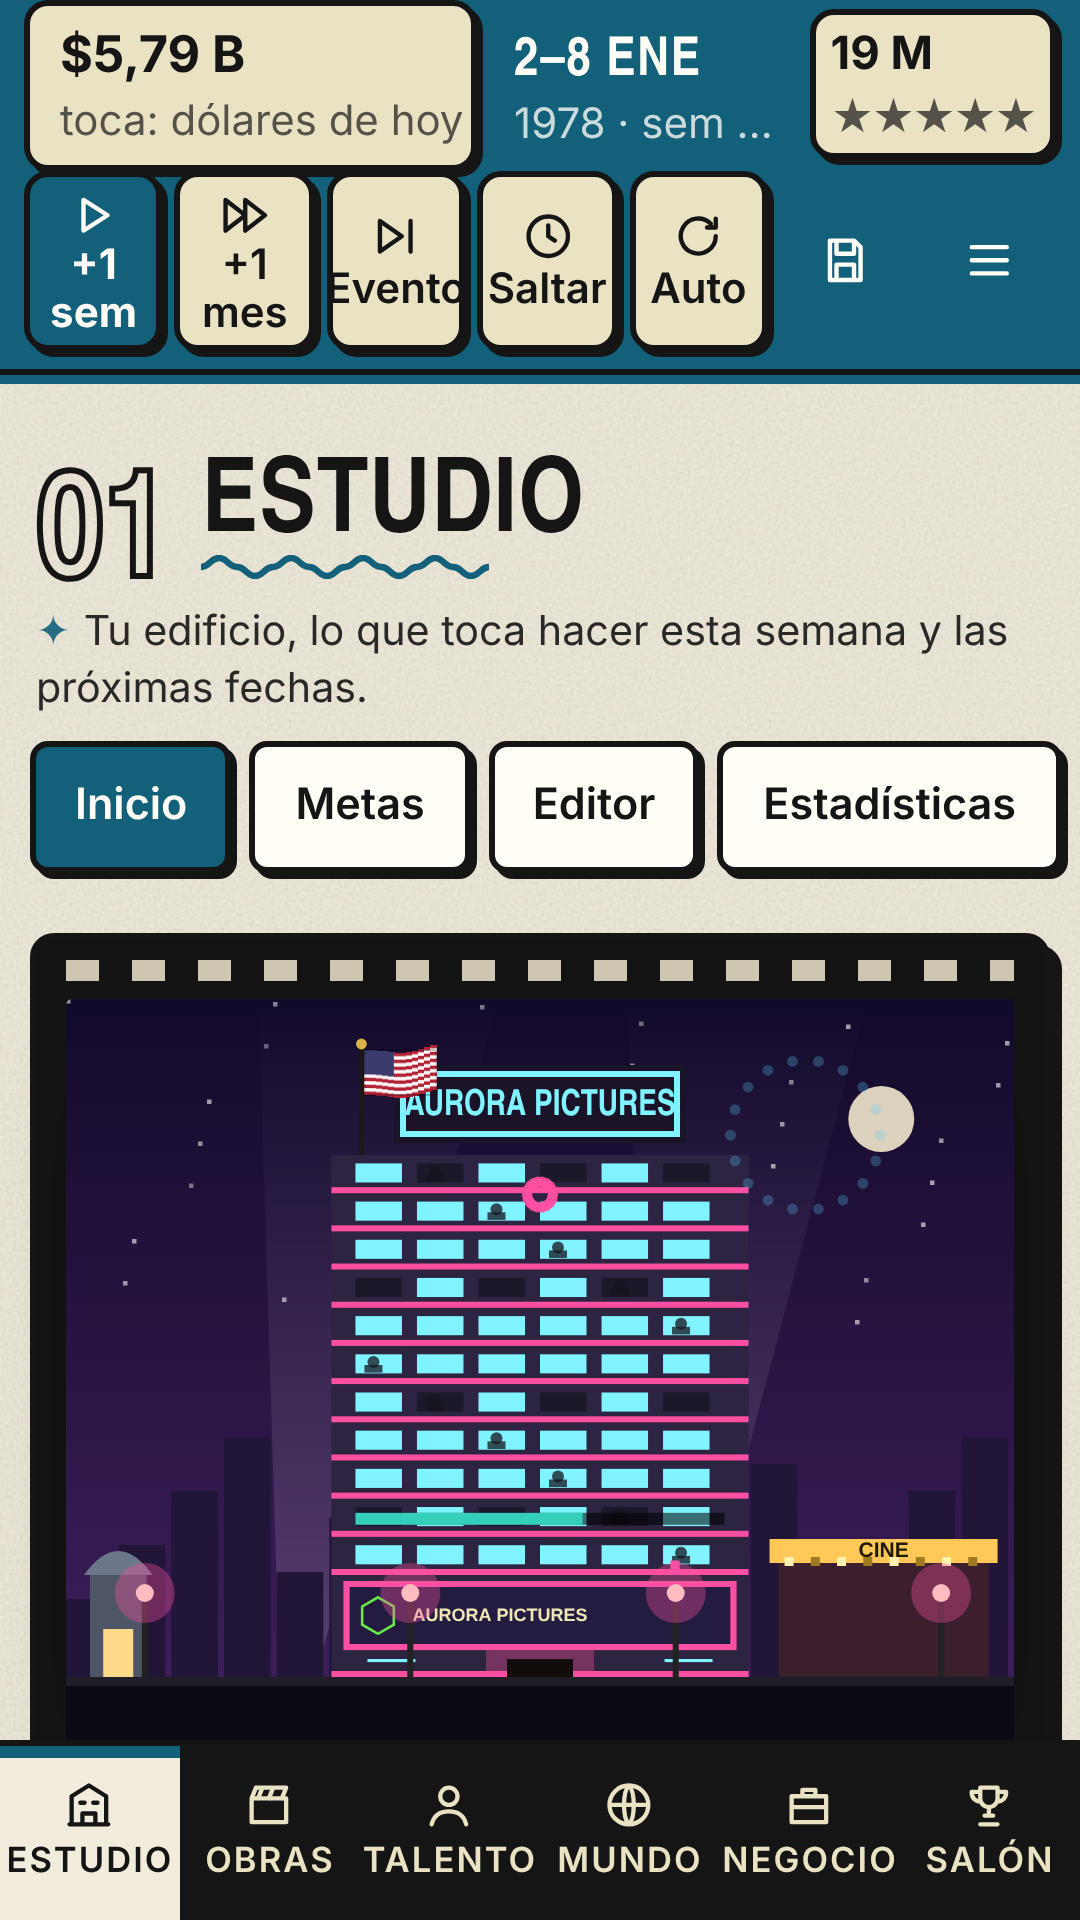 $5,79 B
toca: dólares de hoy
2–8 ENE
1978 · sem ...
19 M
★★★★★
+1 sem
+1 mes
Evento
Saltar
Auto
01 ESTUDIO
✦ Tu edificio, lo que toca hacer esta semana y las
próximas fechas.
Inicio
Metas
Editor
Estadísticas
AURORA PICTURES
CINE
AURORA PICTURES
ESTUDIO
OBRAS
TALENTO
MUNDO
NEGOCIO
SALÓN